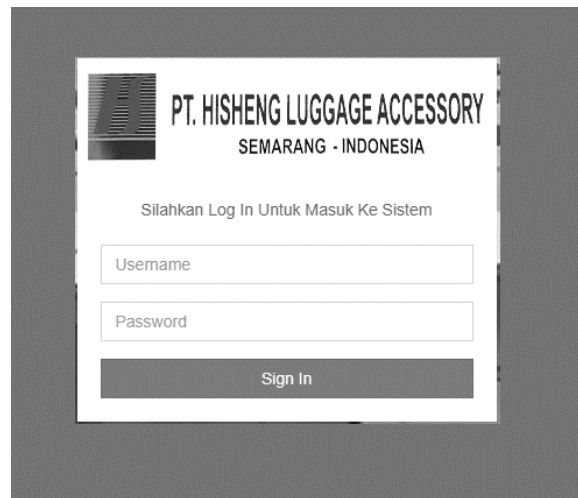 PT. HISHENG LUGGAGE ACCESSORY
SEMARANG - INDONESIA
Silahkan Log In Untuk Masuk Ke Sistem
Username
Password
Sign In